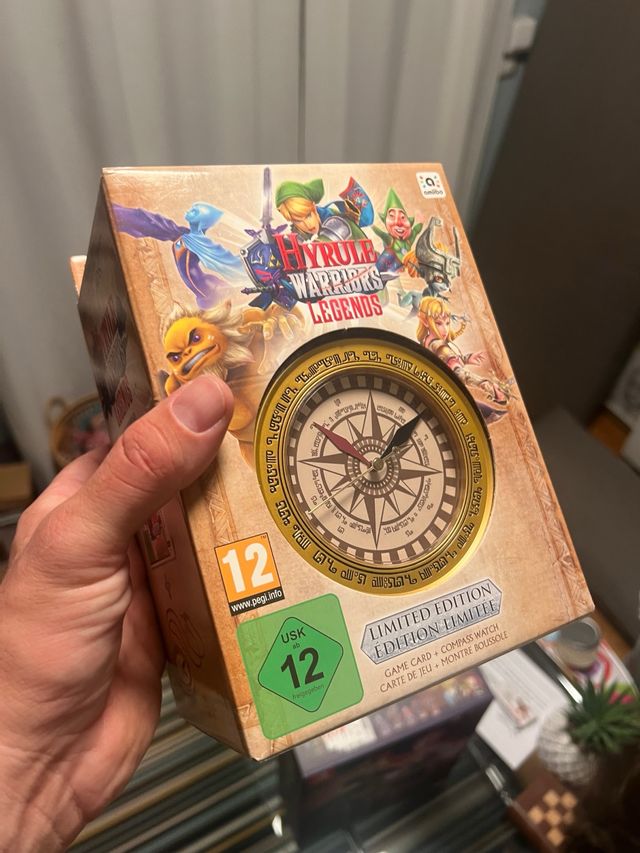 amiibo
HYRULE
WARRIORS
LEGENDS
12
www.pegi.info
USK
ab
12
freigegeben
LIMITED EDITION
ÉDITION LIMITÉE
GAME CARD + COMPASS WATCH
CARTE DE JEU + MONTRE BOUSSOLE